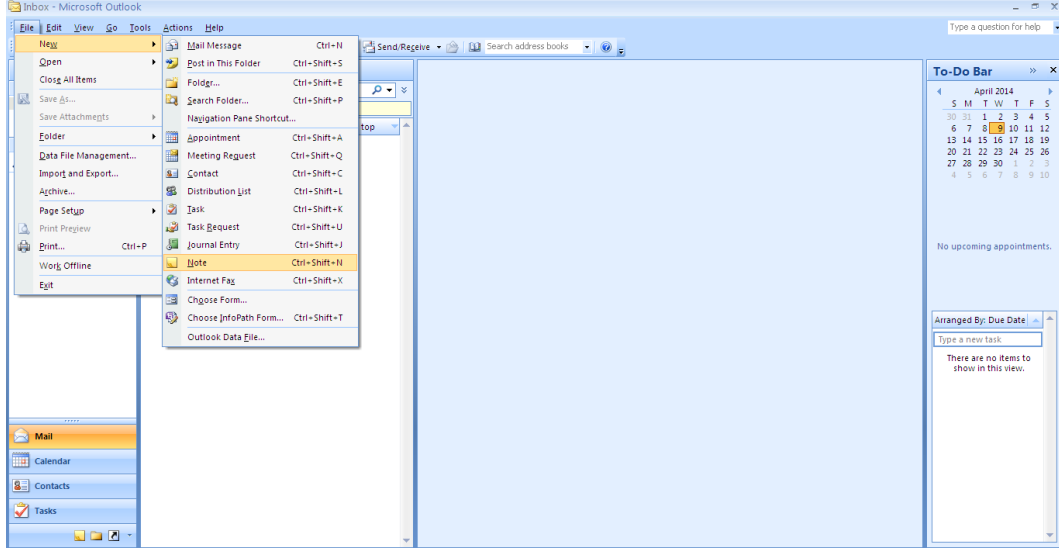 Inbox - Microsoft Outlook
File Edit View Go Tools Actions Help
Type a question for help
Send/Receive
Search address books
New
Open
Close All Items
Save As...
Save Attachments
Folder
Data File Management...
Import and Export...
Archive...
Page Setup
Print Preview
Print... Ctrl+P
Work Offline
Exit
Mail Message Ctrl+N
Post in This Folder Ctrl+Shift+S
Folder... Ctrl+Shift+E
Search Folder... Ctrl+Shift+P
Navigation Pane Shortcut...
Appointment Ctrl+Shift+A
Meeting Request Ctrl+Shift+Q
Contact Ctrl+Shift+C
Distribution List Ctrl+Shift+L
Task Ctrl+Shift+K
Task Request Ctrl+Shift+U
Journal Entry Ctrl+Shift+J
Note Ctrl+Shift+N
Internet Fax Ctrl+Shift+X
Choose Form...
Choose InfoPath Form... Ctrl+Shift+T
Outlook Data File...
top
Mail
Calendar
Contacts
Tasks
To-Do Bar
April 2014
S M T W T F S
30 31 1 2 3 4 5
6 7 8 9 10 11 12
13 14 15 16 17 18 19
20 21 22 23 24 25 26
27 28 29 30 1 2 3
4 5 6 7 8 9 10
No upcoming appointments.
Arranged By: Due Date
Type a new task
There are no items to
show in this view.